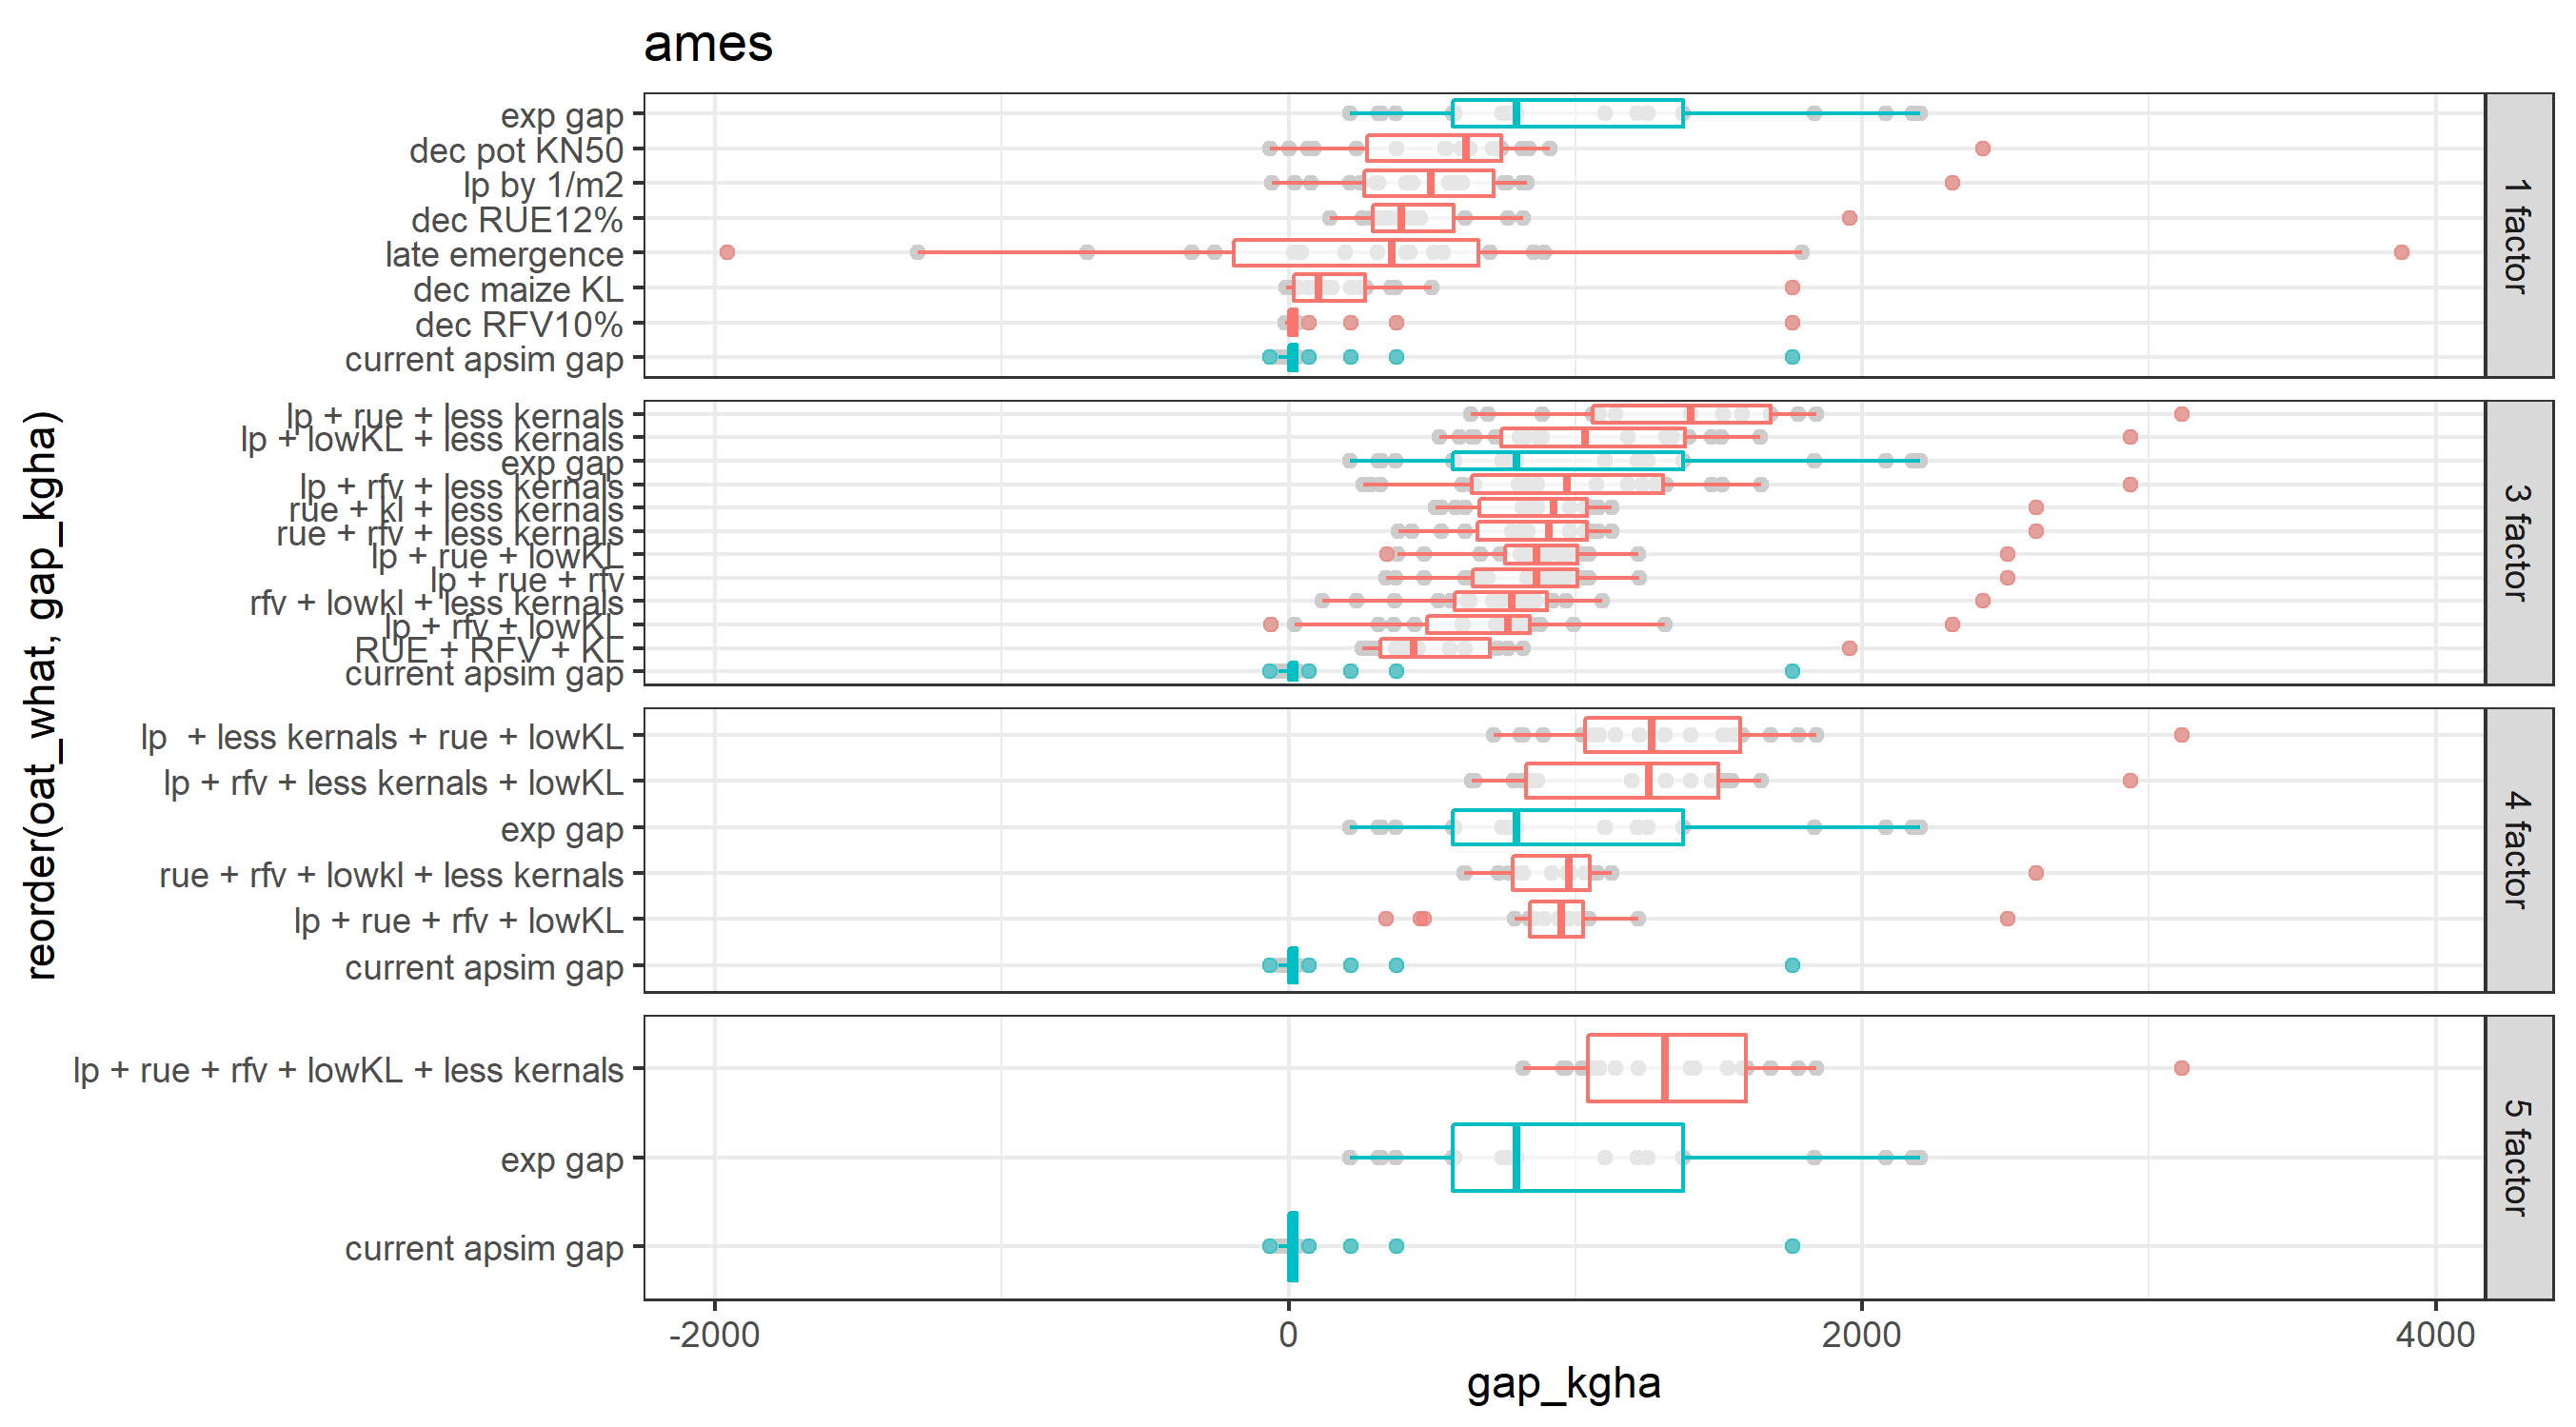 ames
exp gap
dec pot KN50
lp by 1/m2
dec RUE12%
late emergence
dec maize KL
dec RFV10%
current apsim gap
1 factor
lp + rue + less kernals
lp + lowKL + less kernals
exp gap
lp + rfv + less kernals
rue + kl + less kernals
rue + rfv + less kernals
lp + rue + lowKL
lp + rue + rfv
rfv + lowkl + less kernals
lp + rfv + lowKL
RUE + RFV + KL
current apsim gap
3 factor
lp  + less kernals + rue + lowKL
lp + rfv + less kernals + lowKL
exp gap
rue + rfv + lowkl + less kernals
lp + rue + rfv + lowKL
current apsim gap
4 factor
lp + rue + rfv + lowKL + less kernals
exp gap
current apsim gap
5 factor
-2000 0 2000 4000
gap_kgha
reorder(oat_what, gap_kgha)